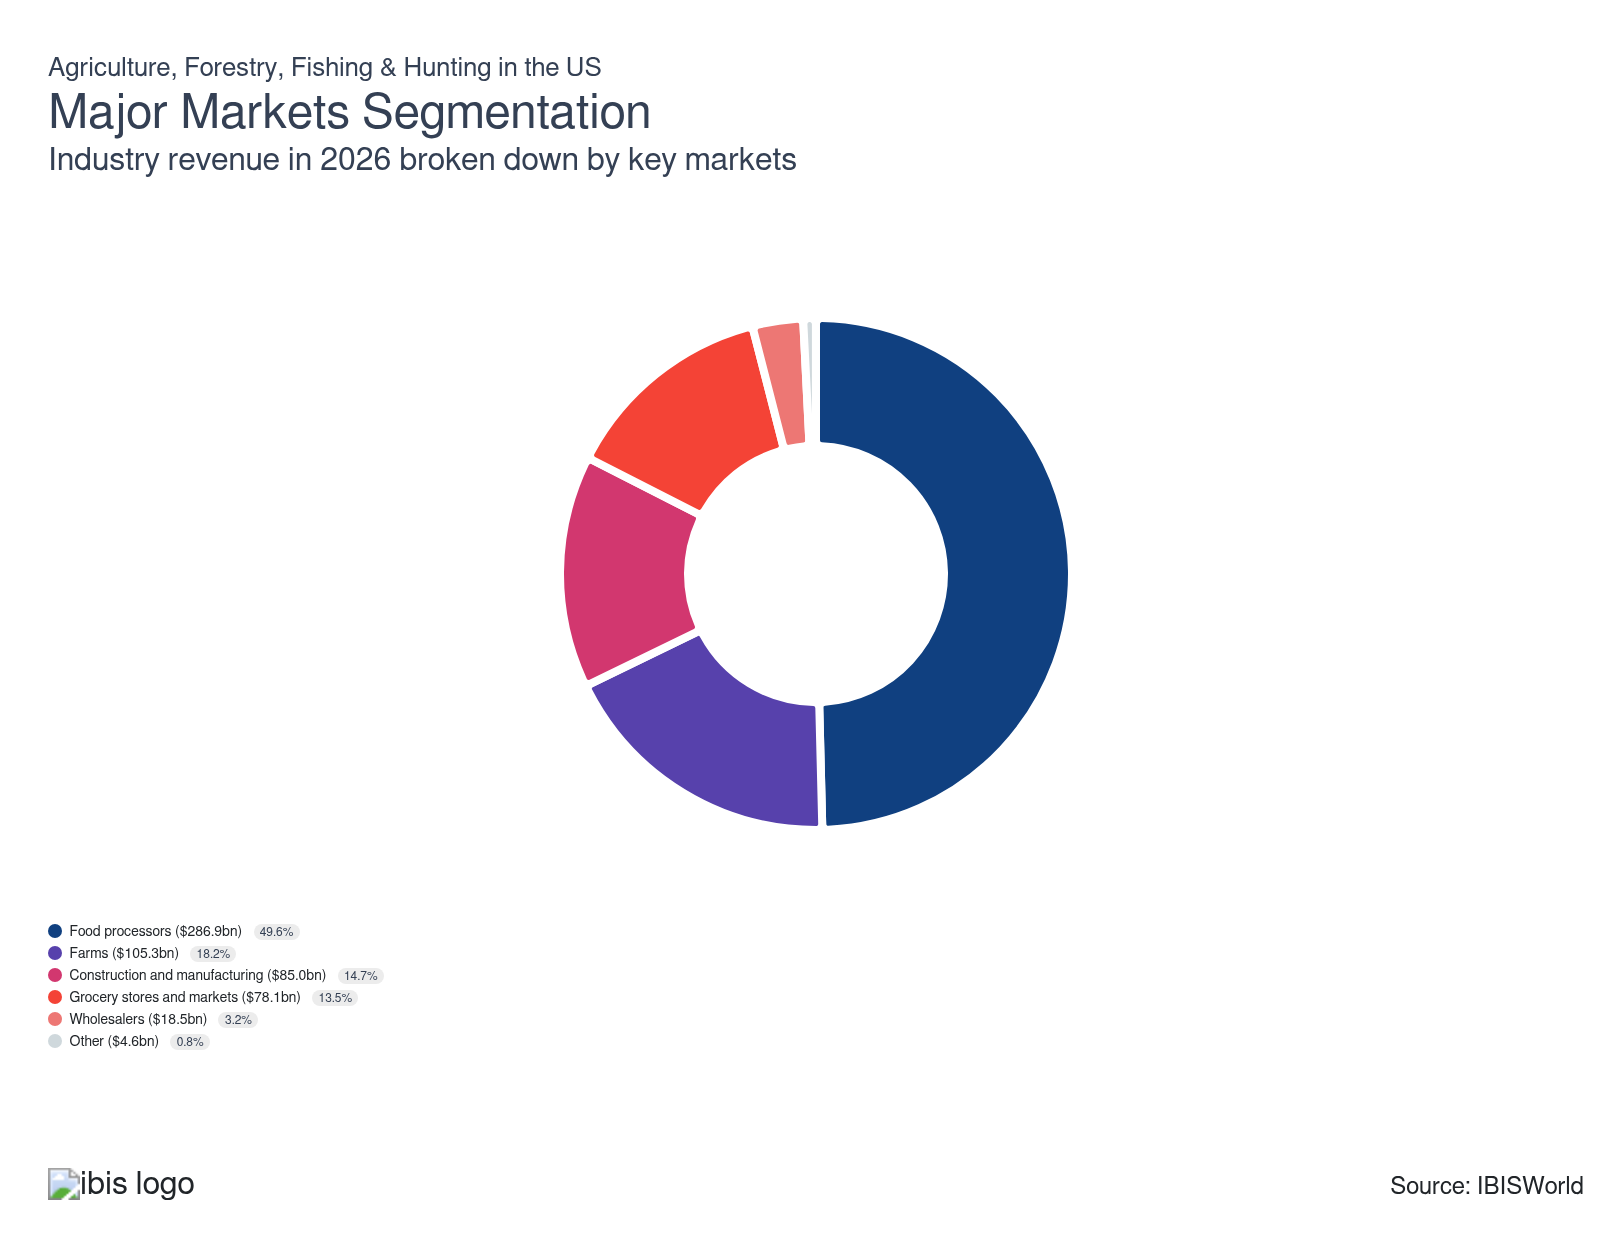 Agriculture, Forestry, Fishing & Hunting in the US
Major Markets Segmentation
Industry revenue in 2026 broken down by key markets
Food processors ($286.9bn) 49.6%
Farms ($105.3bn) 18.2%
Construction and manufacturing ($85.0bn) 14.7%
Grocery stores and markets ($78.1bn) 13.5%
Wholesalers ($18.5bn) 3.2%
Other ($4.6bn) 0.8%
ibis logo
Source: IBISWorld